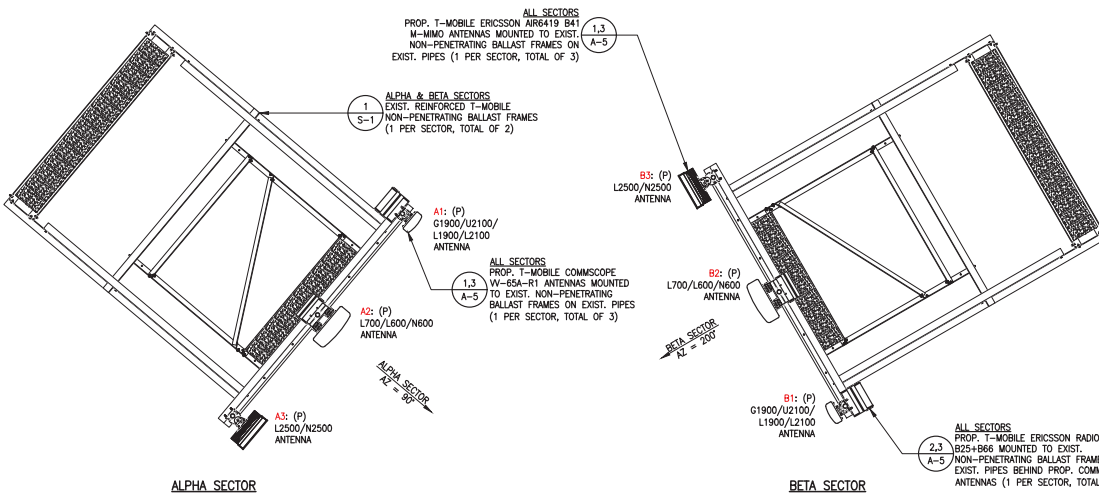 ALL SECTORS
PROP. T-MOBILE ERICSSON AIR6419 B41
M-MIMO ANTENNAS MOUNTED TO EXIST.
NON-PENETRATING BALLAST FRAMES ON
EXIST. PIPES (1 PER SECTOR, TOTAL OF 3)
1,3
A-5
ALPHA & BETA SECTORS
EXIST. REINFORCED T-MOBILE
NON-PENETRATING BALLAST FRAMES
(1 PER SECTOR, TOTAL OF 2)
1
S-1
B3: (P)
L2500/N2500
ANTENNA
A1: (P)
G1900/U2100/
L1900/L2100
ANTENNA
ALL SECTORS
PROP. T-MOBILE COMMSCOPE
VV-65A-R1 ANTENNAS MOUNTED
TO EXIST. NON-PENETRATING
BALLAST FRAMES ON EXIST. PIPES
(1 PER SECTOR, TOTAL OF 3)
1,3
A-5
B2: (P)
L700/L600/N600
ANTENNA
A2: (P)
L700/L600/N600
ANTENNA
BETA SECTOR
AZ = 200°
ALPHA SECTOR
AZ = 90°
A3: (P)
L2500/N2500
ANTENNA
B1: (P)
G1900/U2100/
L1900/L2100
ANTENNA
ALL SECTORS
PROP. T-MOBILE ERICSSON RADIO
B25+B66 MOUNTED TO EXIST.
NON-PENETRATING BALLAST FRAME
EXIST. PIPES BEHIND PROP. COMM
ANTENNAS (1 PER SECTOR, TOTAL
2,3
A-5
ALPHA SECTOR
BETA SECTOR